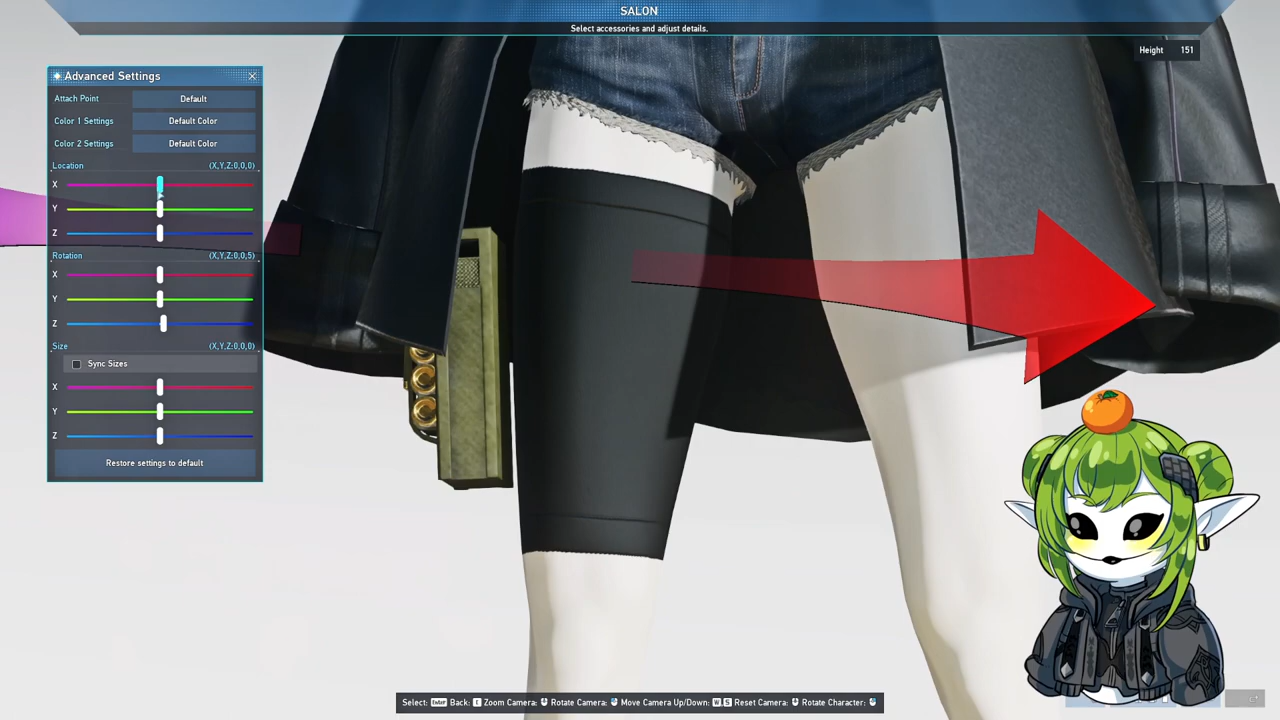 SALON
Select accessories and adjust details.
Height 151
Advanced Settings
Attach Point Default
Color 1 Settings Default Color
Color 2 Settings Default Color
Location (X,Y,Z:0,0,0)
X
Y
Z
Rotation (X,Y,Z:0,0,5)
X
Y
Z
Size (X,Y,Z:0,0,0)
Sync Sizes
X
Y
Z
Restore settings to default
Select: Enter Back: Zoom Camera: Rotate Camera: Move Camera Up/Down: W,S Reset Camera: Rotate Character: